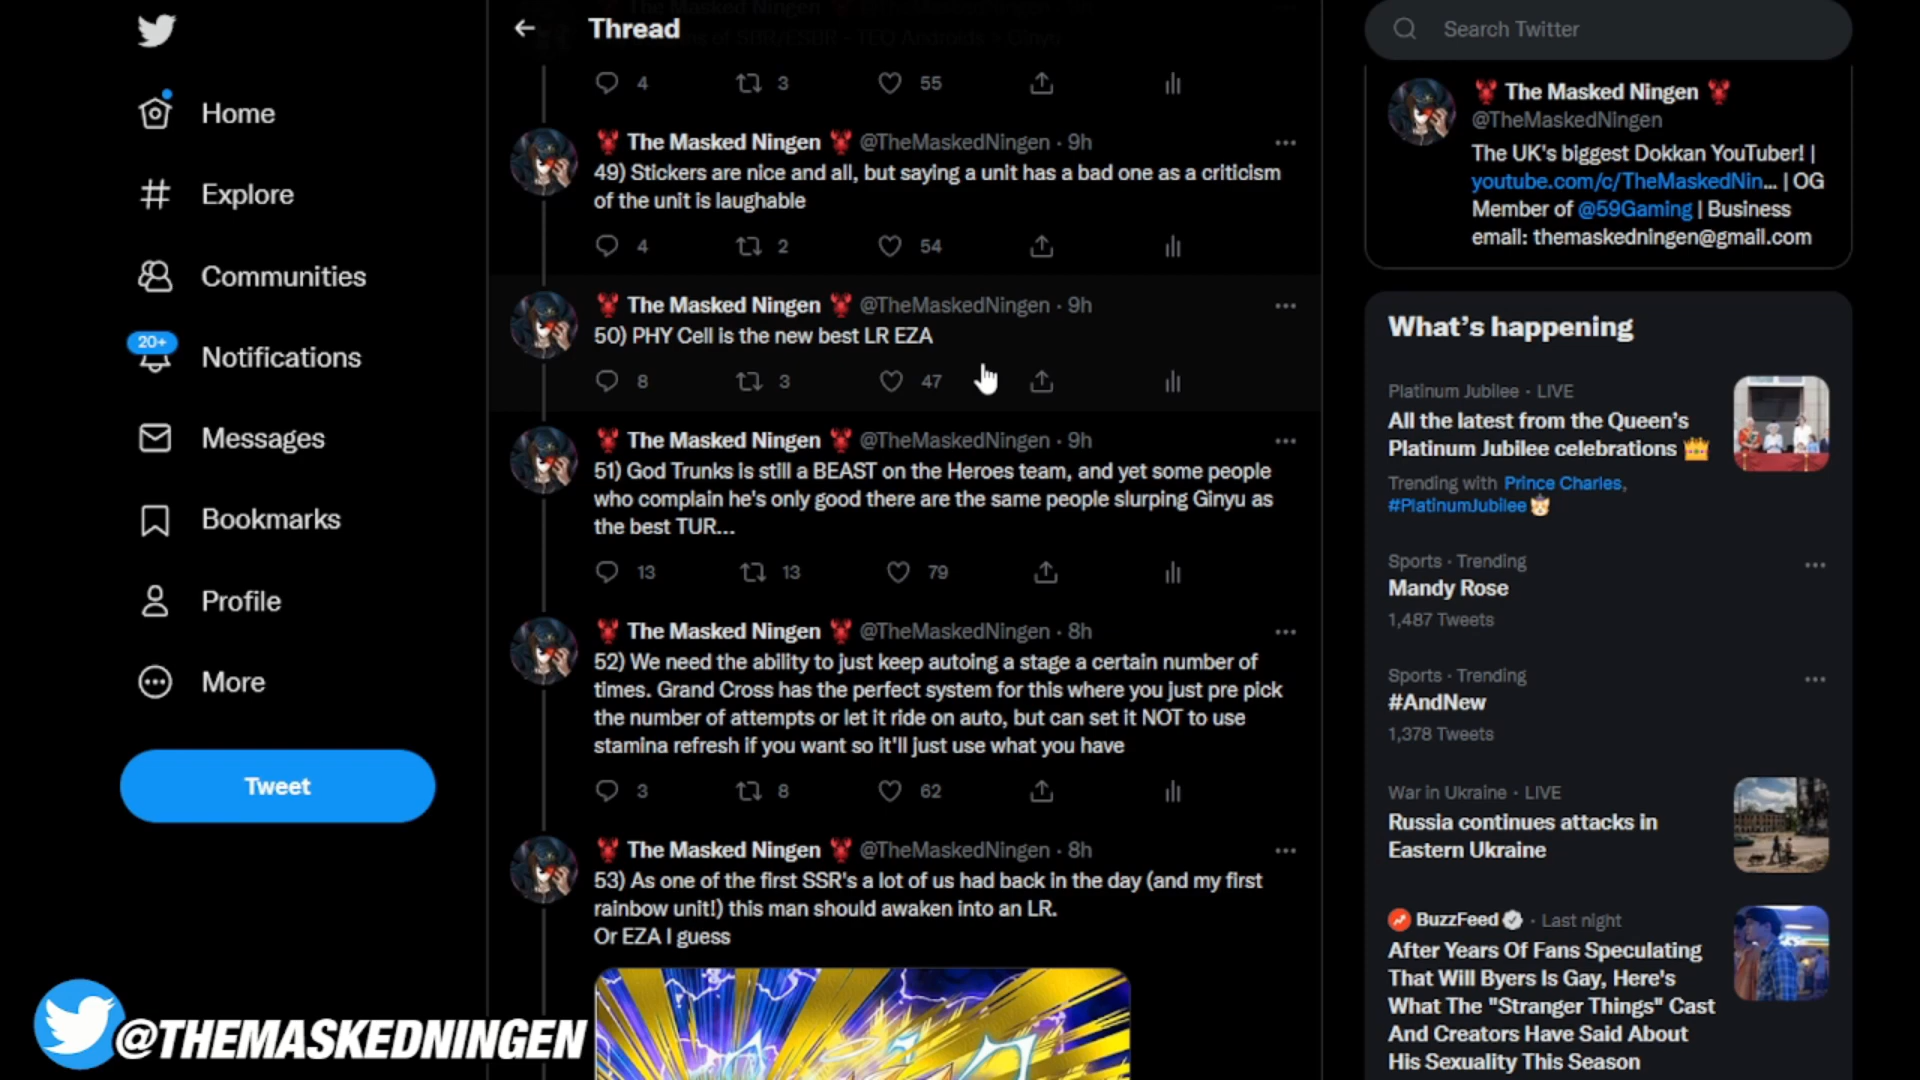 Thread
Search Twitter
4 3 55
Home
Explore
Communities
20+
Notifications
Messages
Bookmarks
Profile
More
Tweet
The Masked Ningen @TheMaskedNingen · 9h
49) Stickers are nice and all, but saying a unit has a bad one as a criticism
of the unit is laughable
4 2 54
The Masked Ningen @TheMaskedNingen · 9h
50) PHY Cell is the new best LR EZA
8 3 47
The Masked Ningen @TheMaskedNingen · 9h
51) God Trunks is still a BEAST on the Heroes team, and yet some people
who complain he's only good there are the same people slurping Ginyu as
the best TUR...
13 13 79
The Masked Ningen @TheMaskedNingen · 8h
52) We need the ability to just keep autoing a stage a certain number of
times. Grand Cross has the perfect system for this where you just pre pick
the number of attempts or let it ride on auto, but can set it NOT to use
stamina refresh if you want so it'll just use what you have
3 8 62
The Masked Ningen @TheMaskedNingen · 8h
53) As one of the first SSR's a lot of us had back in the day (and my first
rainbow unit!) this man should awaken into an LR.
Or EZA I guess
The Masked Ningen
@TheMaskedNingen
The UK's biggest Dokkan YouTuber! |
youtube.com/c/TheMaskedNin... | OG
Member of @59Gaming | Business
email: themaskedningen@gmail.com
What's happening
Platinum Jubilee · LIVE
All the latest from the Queen's
Platinum Jubilee celebrations
Trending with Prince Charles,
#PlatinumJubilee
Sports · Trending
Mandy Rose
1,487 Tweets
Sports · Trending
#AndNew
1,378 Tweets
War in Ukraine · LIVE
Russia continues attacks in
Eastern Ukraine
BuzzFeed · Last night
After Years Of Fans Speculating
That Will Byers Is Gay, Here's
What The "Stranger Things" Cast
And Creators Have Said About
His Sexuality This Season
@THEMASKEDNINGEN